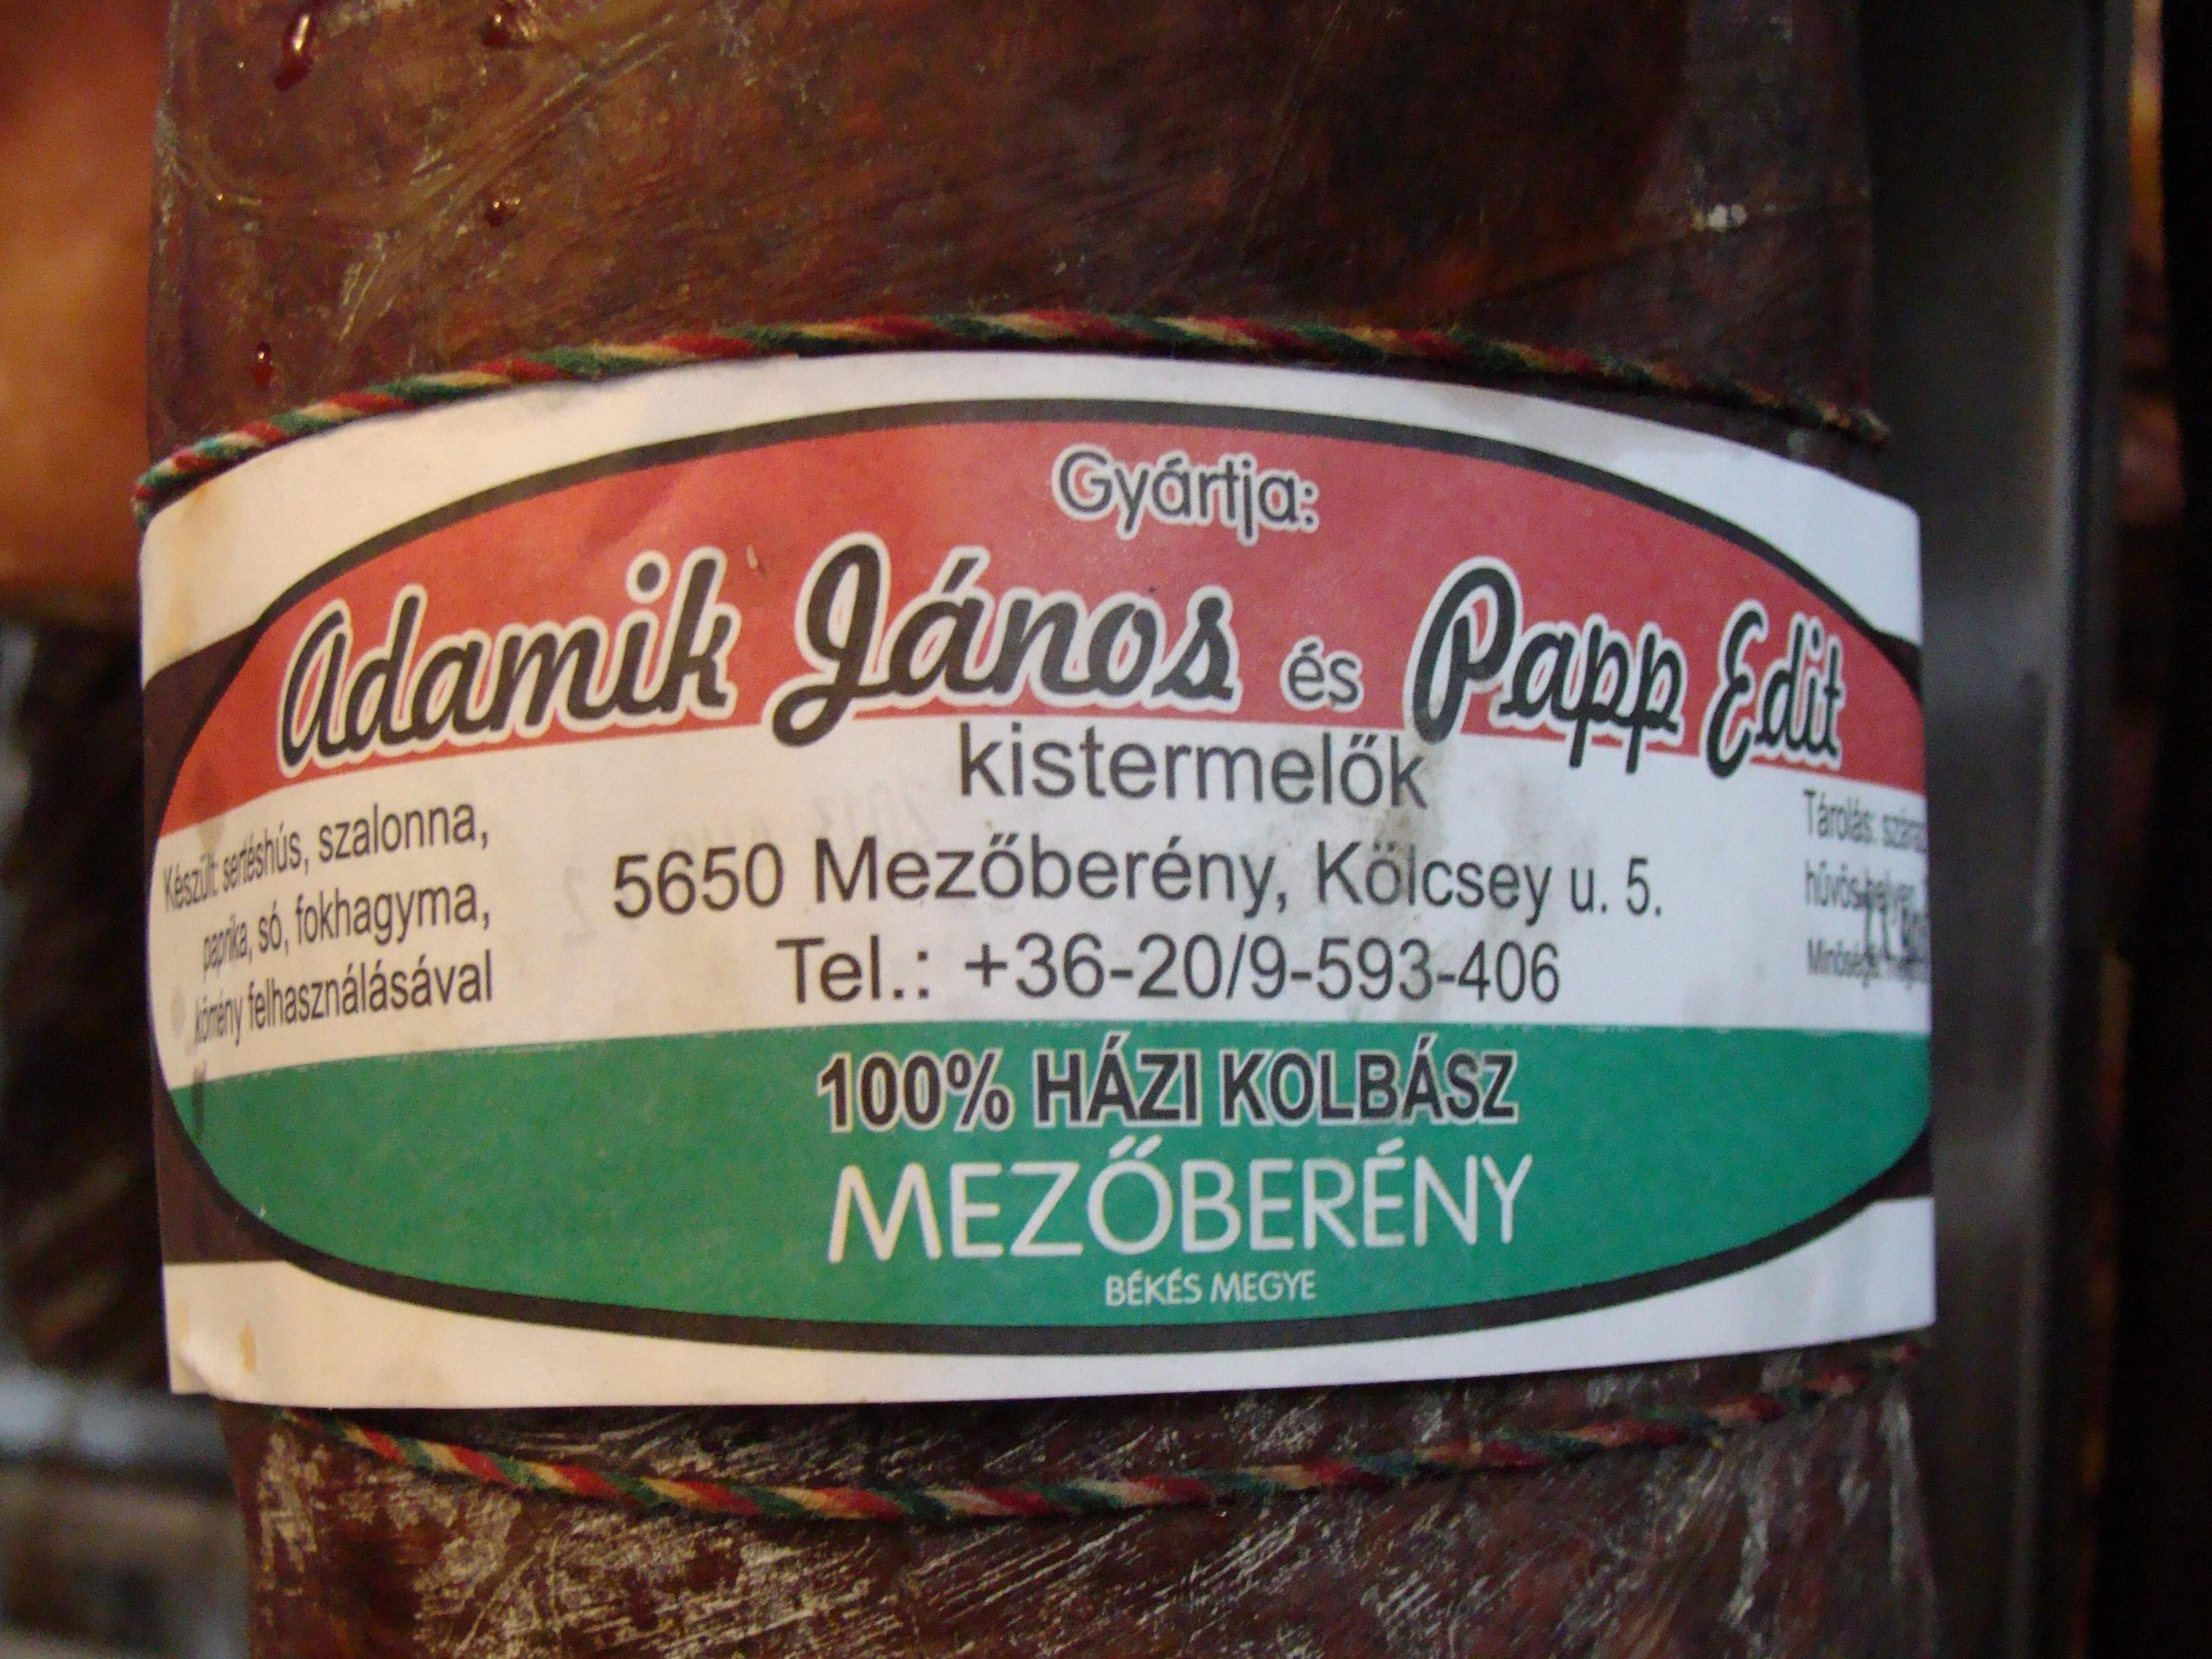 Gyártja:
Adamik János és Papp Edit
kistermelők
5650 Mezőberény, Kölcsey u. 5.
Tel.: +36-20/9-593-406
Készült: sertéshús, szalonna,
paprika, só, fokhagyma,
kömény felhasználásával
Tárolás:
hűvös helyen
100% HÁZI KOLBÁSZ
MEZŐBERÉNY
BÉKÉS MEGYE